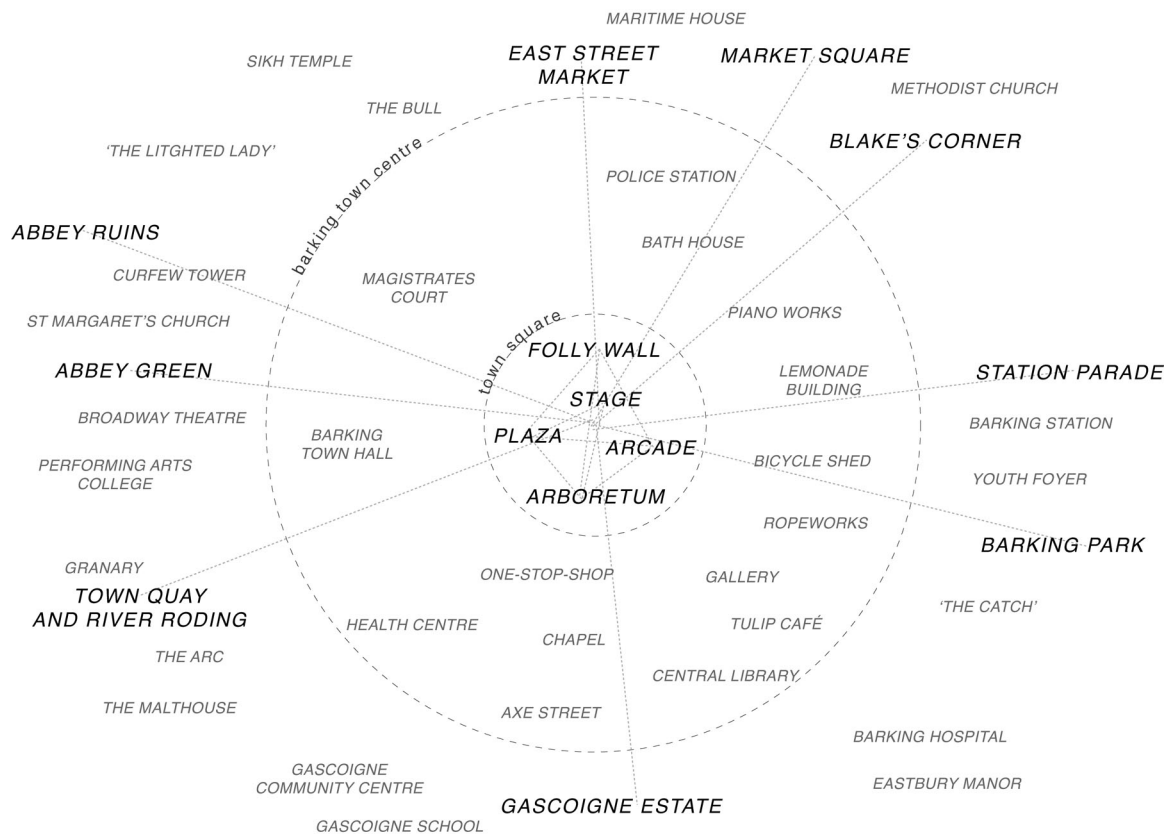 MARITIME HOUSE
EAST STREET
MARKET
MARKET SQUARE
SIKH TEMPLE
METHODIST CHURCH
THE BULL
BLAKE'S CORNER
‘THE LITGHTED LADY’
barking town centre
POLICE STATION
ABBEY RUINS
BATH HOUSE
CURFEW TOWER
MAGISTRATES
COURT
PIANO WORKS
ST MARGARET'S CHURCH
town square
FOLLY WALL
ABBEY GREEN
LEMONADE
BUILDING
STATION PARADE
STAGE
BROADWAY THEATRE
BARKING
TOWN HALL
PLAZA
ARCADE
BARKING STATION
PERFORMING ARTS
COLLEGE
BICYCLE SHED
YOUTH FOYER
ARBORETUM
ROPEWORKS
BARKING PARK
GRANARY
ONE-STOP-SHOP
GALLERY
TOWN QUAY
AND RIVER RODING
‘THE CATCH’
HEALTH CENTRE
CHAPEL
TULIP CAFÉ
THE ARC
CENTRAL LIBRARY
THE MALTHOUSE
AXE STREET
BARKING HOSPITAL
GASCOIGNE
COMMUNITY CENTRE
EASTBURY MANOR
GASCOIGNE ESTATE
GASCOIGNE SCHOOL